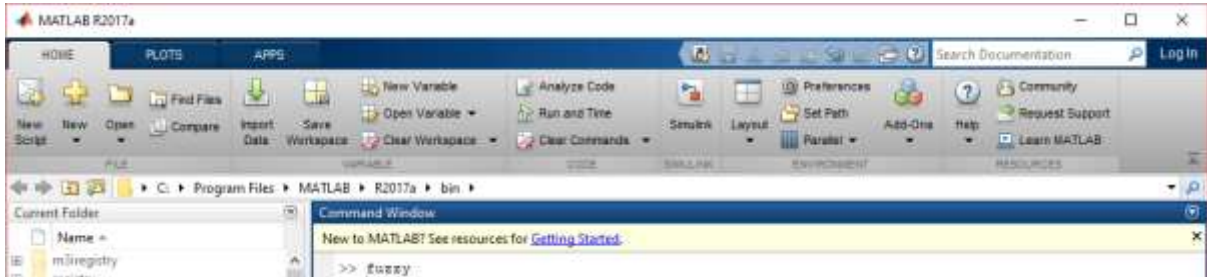 MATLAB R2017a
HOME PLOTS APPS
Search Documentation Log In
New Script New Open Find Files Compare Import Data Save Workspace New Variable Open Variable Clear Workspace Analyze Code Run and Time Clear Commands Simulink Layout Preferences Set Path Parallel Add-Ons Help Community Request Support Learn MATLAB
FILE VARIABLE CODE SIMULINK ENVIRONMENT RESOURCES
C: Program Files MATLAB R2017a bin
Current Folder
Command Window
Name
New to MATLAB? See resources for Getting Started.
m3iregistry
>> fuzzy
registry